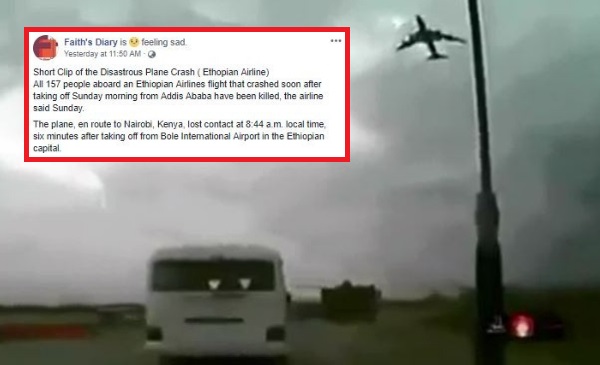 Faith's Diary is feeling sad.
Yesterday at 11:50 AM ·
Short Clip of the Disastrous Plane Crash ( Ethopian Airline)
All 157 people aboard an Ethiopian Airlines flight that crashed soon after
taking off Sunday morning from Addis Ababa have been killed, the airline
said Sunday.
The plane, en route to Nairobi, Kenya, lost contact at 8:44 a.m. local time,
six minutes after taking off from Bole International Airport in the Ethiopian
capital.